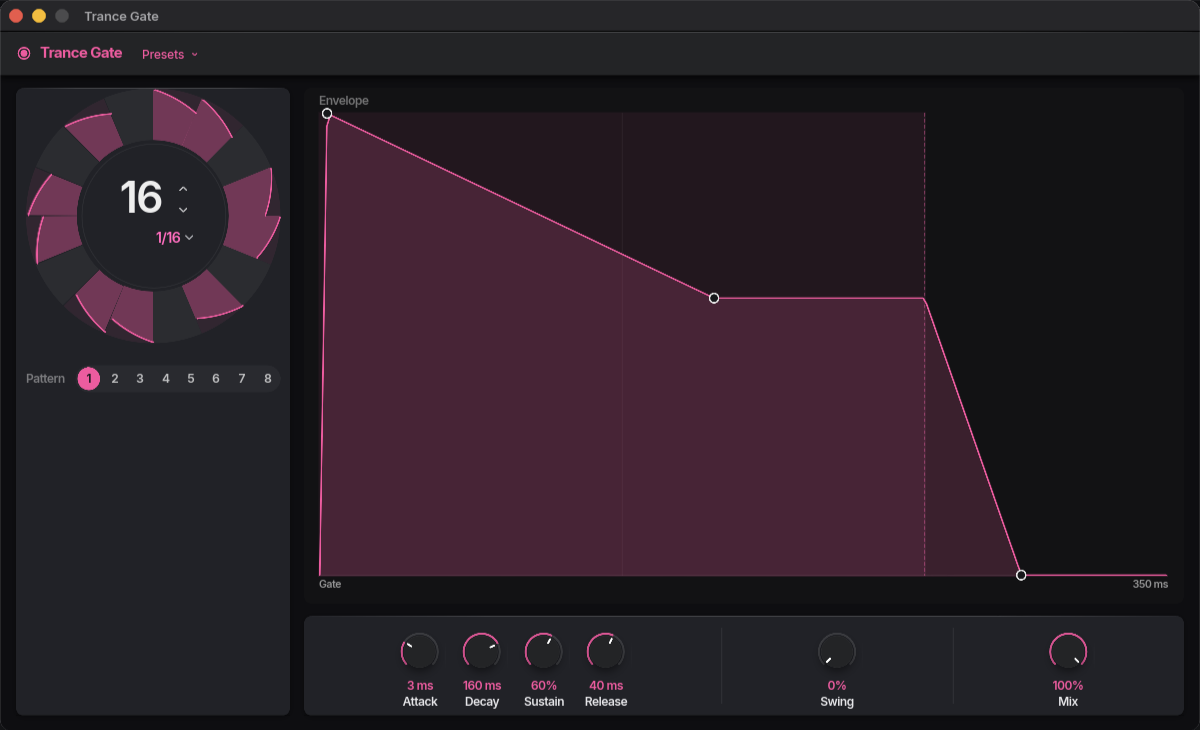 Trance Gate
Trance Gate Presets
Envelope
16
1/16
Pattern 1 2 3 4 5 6 7 8
Gate 350 ms
3 ms 160 ms 60% 40 ms 0% 100%
Attack Decay Sustain Release Swing Mix